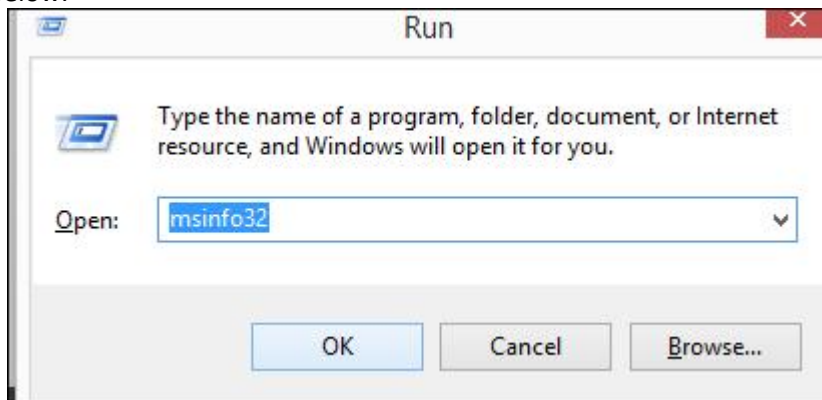 Run
Type the name of a program, folder, document, or Internet
resource, and Windows will open it for you.
Open: msinfo32
OK Cancel Browse...